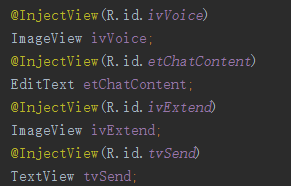 @InjectView(R.id.ivVoice)
ImageView ivVoice;
@InjectView(R.id.etChatContent)
EditText etChatContent;
@InjectView(R.id.ivExtend)
ImageView ivExtend;
@InjectView(R.id.tvSend)
TextView tvSend;